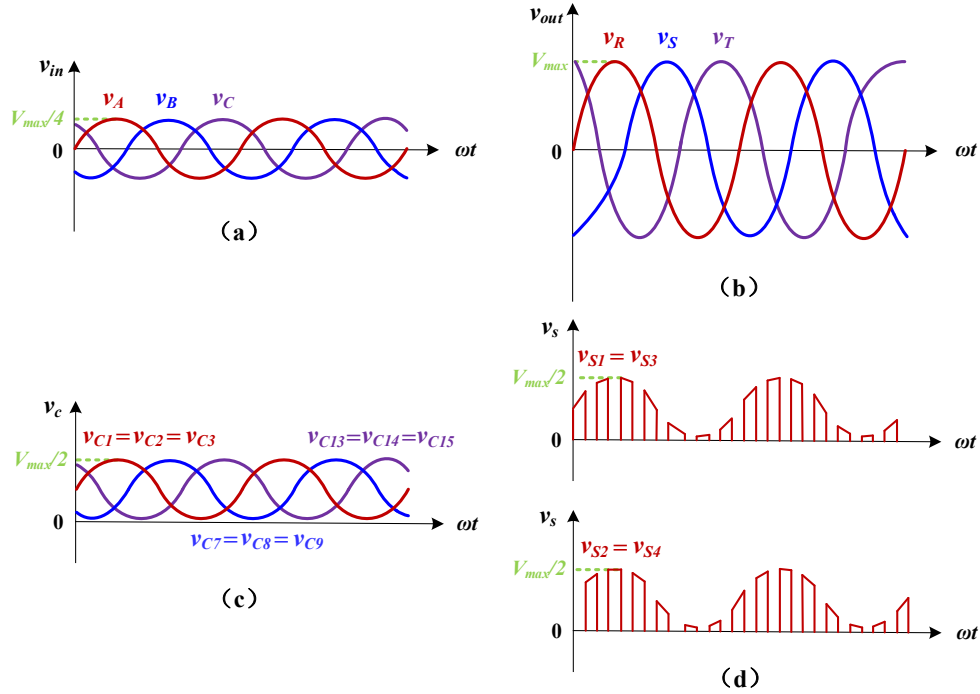 v_in
v_A v_B v_C
V_max/4
0
ωt
(a)
v_out
v_R v_S v_T
V_max
0
ωt
(b)
v_c
v_C1=v_C2=v_C3
v_C13=v_C14=v_C15
V_max/2
0
ωt
v_C7=v_C8=v_C9
(c)
v_s
v_S1 = v_S3
V_max/2
0
ωt
v_s
v_S2 = v_S4
V_max/2
0
ωt
(d)